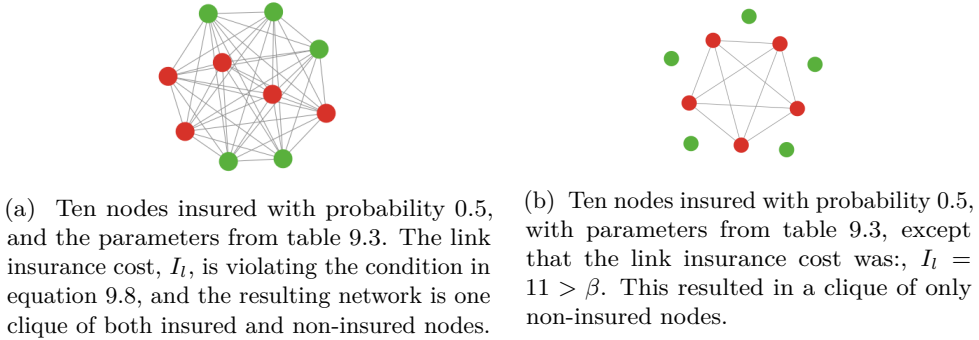 (a) Ten nodes insured with probability 0.5,
and the parameters from table 9.3. The link
insurance cost, I_l, is violating the condition in
equation 9.8, and the resulting network is one
clique of both insured and non-insured nodes.
(b) Ten nodes insured with probability 0.5,
with parameters from table 9.3, except
that the link insurance cost was:, I_l =
11 > β. This resulted in a clique of only
non-insured nodes.